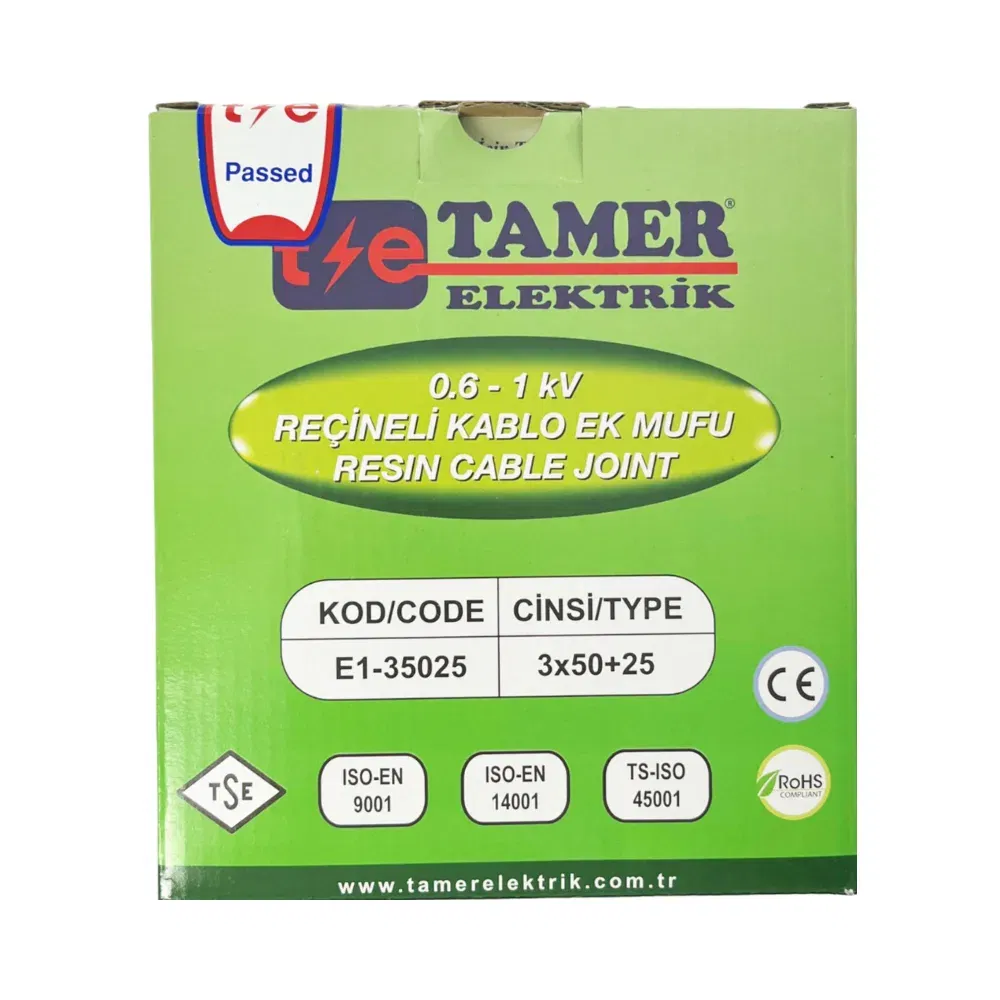 tse
Passed
tse TAMER®
ELEKTRİK
0.6 - 1 kV
REÇİNELİ KABLO EK MUFU
RESIN CABLE JOINT
KOD/CODE CİNSİ/TYPE
E1-35025 3x50+25
CE
TSE
ISO-EN
9001
ISO-EN
14001
TS-ISO
45001
RoHS
COMPLIANT
www.tamerelektrik.com.tr